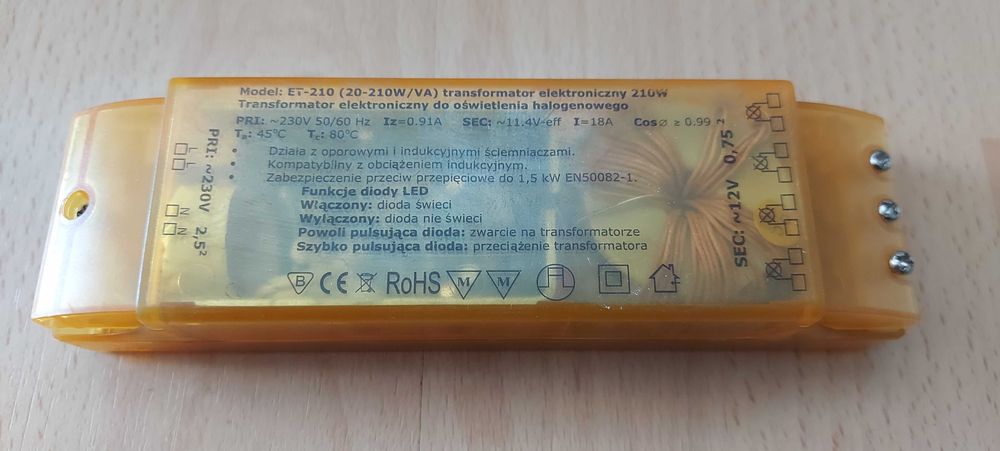 Model: ET-210 (20-210W/VA) transformator elektroniczny 210W
Transformator elektroniczny do oświetlenia halogenowego
PRI: ~230V 50/60 Hz Iz=0.91A SEC: ~11.4V-eff I=18A Cos∅ ≥ 0.99
Ta: 45°C Tc: 80°C
• Działa z oporowymi i indukcyjnymi ściemniaczami.
• Kompatybilny z obciążeniem indukcyjnym.
• Zabezpieczenie przeciw przepięciowe do 1,5 kW EN50082-1.
Funkcje diody LED
Włączony: dioda świeci
Wyłączony: dioda nie świeci
Powoli pulsująca dioda: zwarcie na transformatorze
Szybko pulsująca dioda: przeciążenie transformatora
B CE RoHS M M
L
L
PRI: ~230V 2,5²
N
N
SEC: ~12V 0,75²